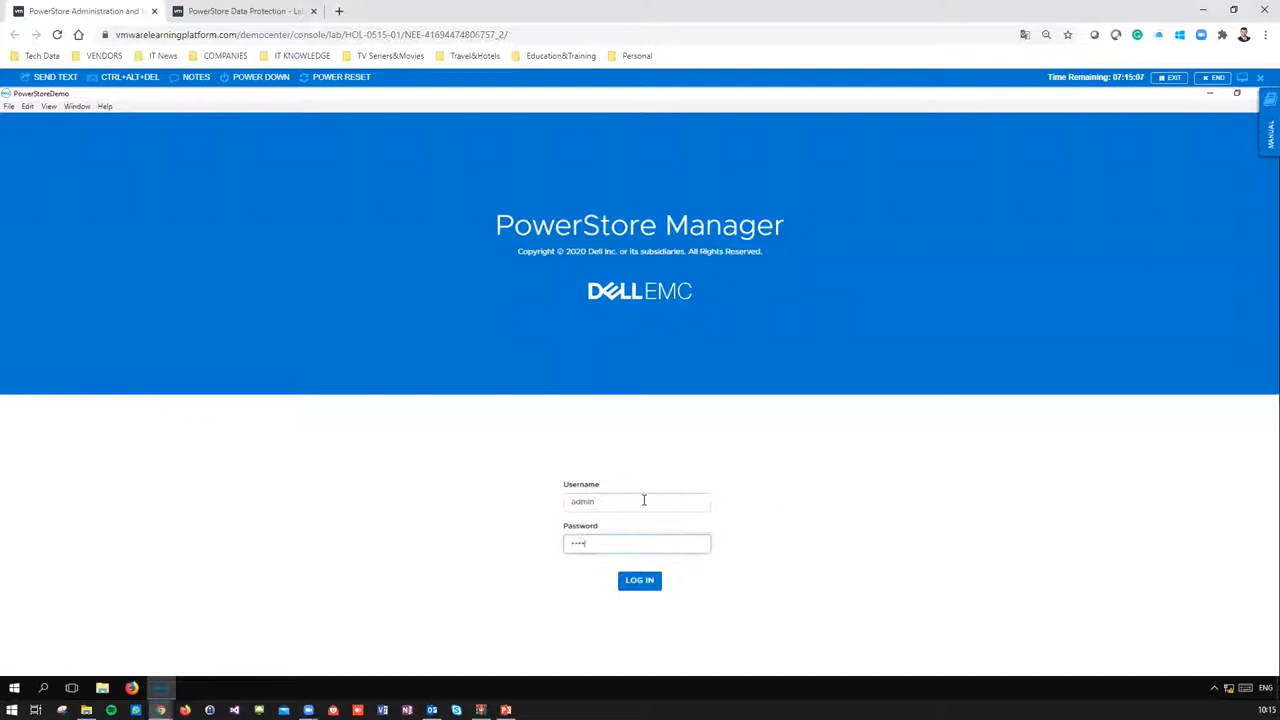 PowerStore Administration and
PowerStore Data Protection - La
vmwarelearningplatform.com/democenter/console/lab/HOL-0515-01/NEE-41694474806757_2/
Tech Data VENDORS IT News COMPANIES IT KNOWLEDGE TV Seriers&Movies Travel&Hotels Education&Training Personal
SEND TEXT CTRL+ALT+DEL NOTES POWER DOWN POWER RESET Time Remaining: 07:15:07 EXIT END
PowerStoreDemo
File Edit View Window Help
MANUAL
PowerStore Manager
Copyright © 2020 Dell Inc. or its subsidiaries. All Rights Reserved.
DELLEMC
Username
admin
Password
LOG IN
ENG
ENG 10:15